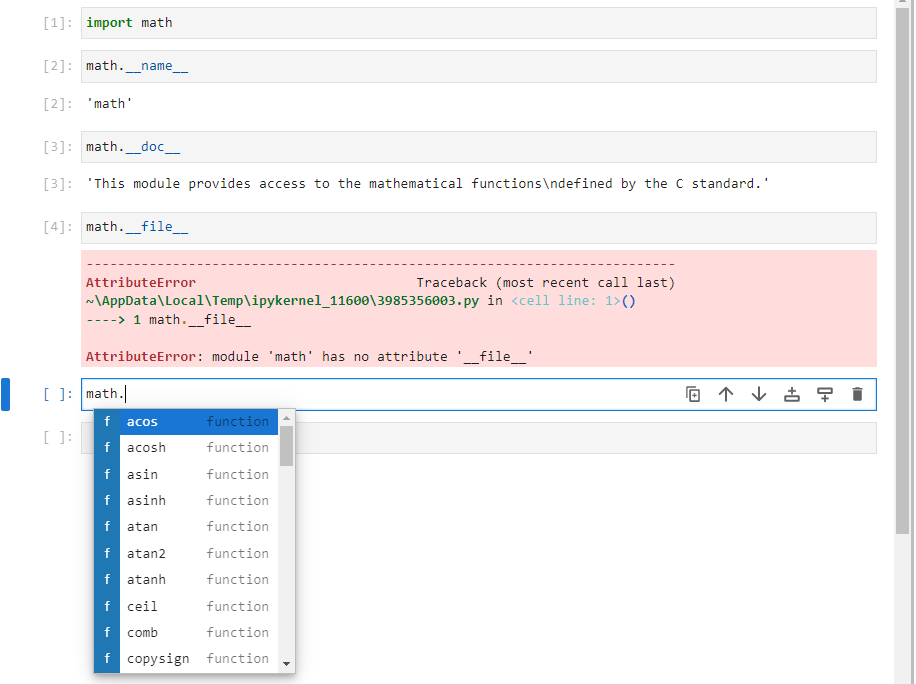 [1]: import math
[2]: math.__name__
[2]: 'math'
[3]: math.__doc__
[3]: 'This module provides access to the mathematical functions\ndefined by the C standard.'
[4]: math.__file__
---------------------------------------------------------------------------
AttributeError                            Traceback (most recent call last)
~\AppData\Local\Temp\ipykernel_11600\3985356003.py in <cell line: 1>()
----> 1 math.__file__
AttributeError: module 'math' has no attribute '__file__'
[ ]: math.
f acos function
[ ]:
f acosh function
f asin function
f asinh function
f atan function
f atan2 function
f atanh function
f ceil function
f comb function
f copysign function